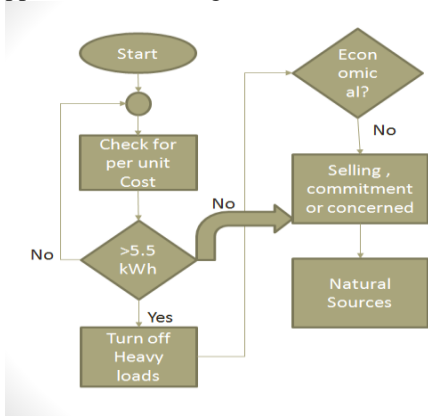 Start
Check for
per unit
Cost
No
>5.5
kWh
Yes
Turn off
Heavy
loads
Econ
omic
al?
No
No
Selling ,
commitment
or concerned
Natural
Sources